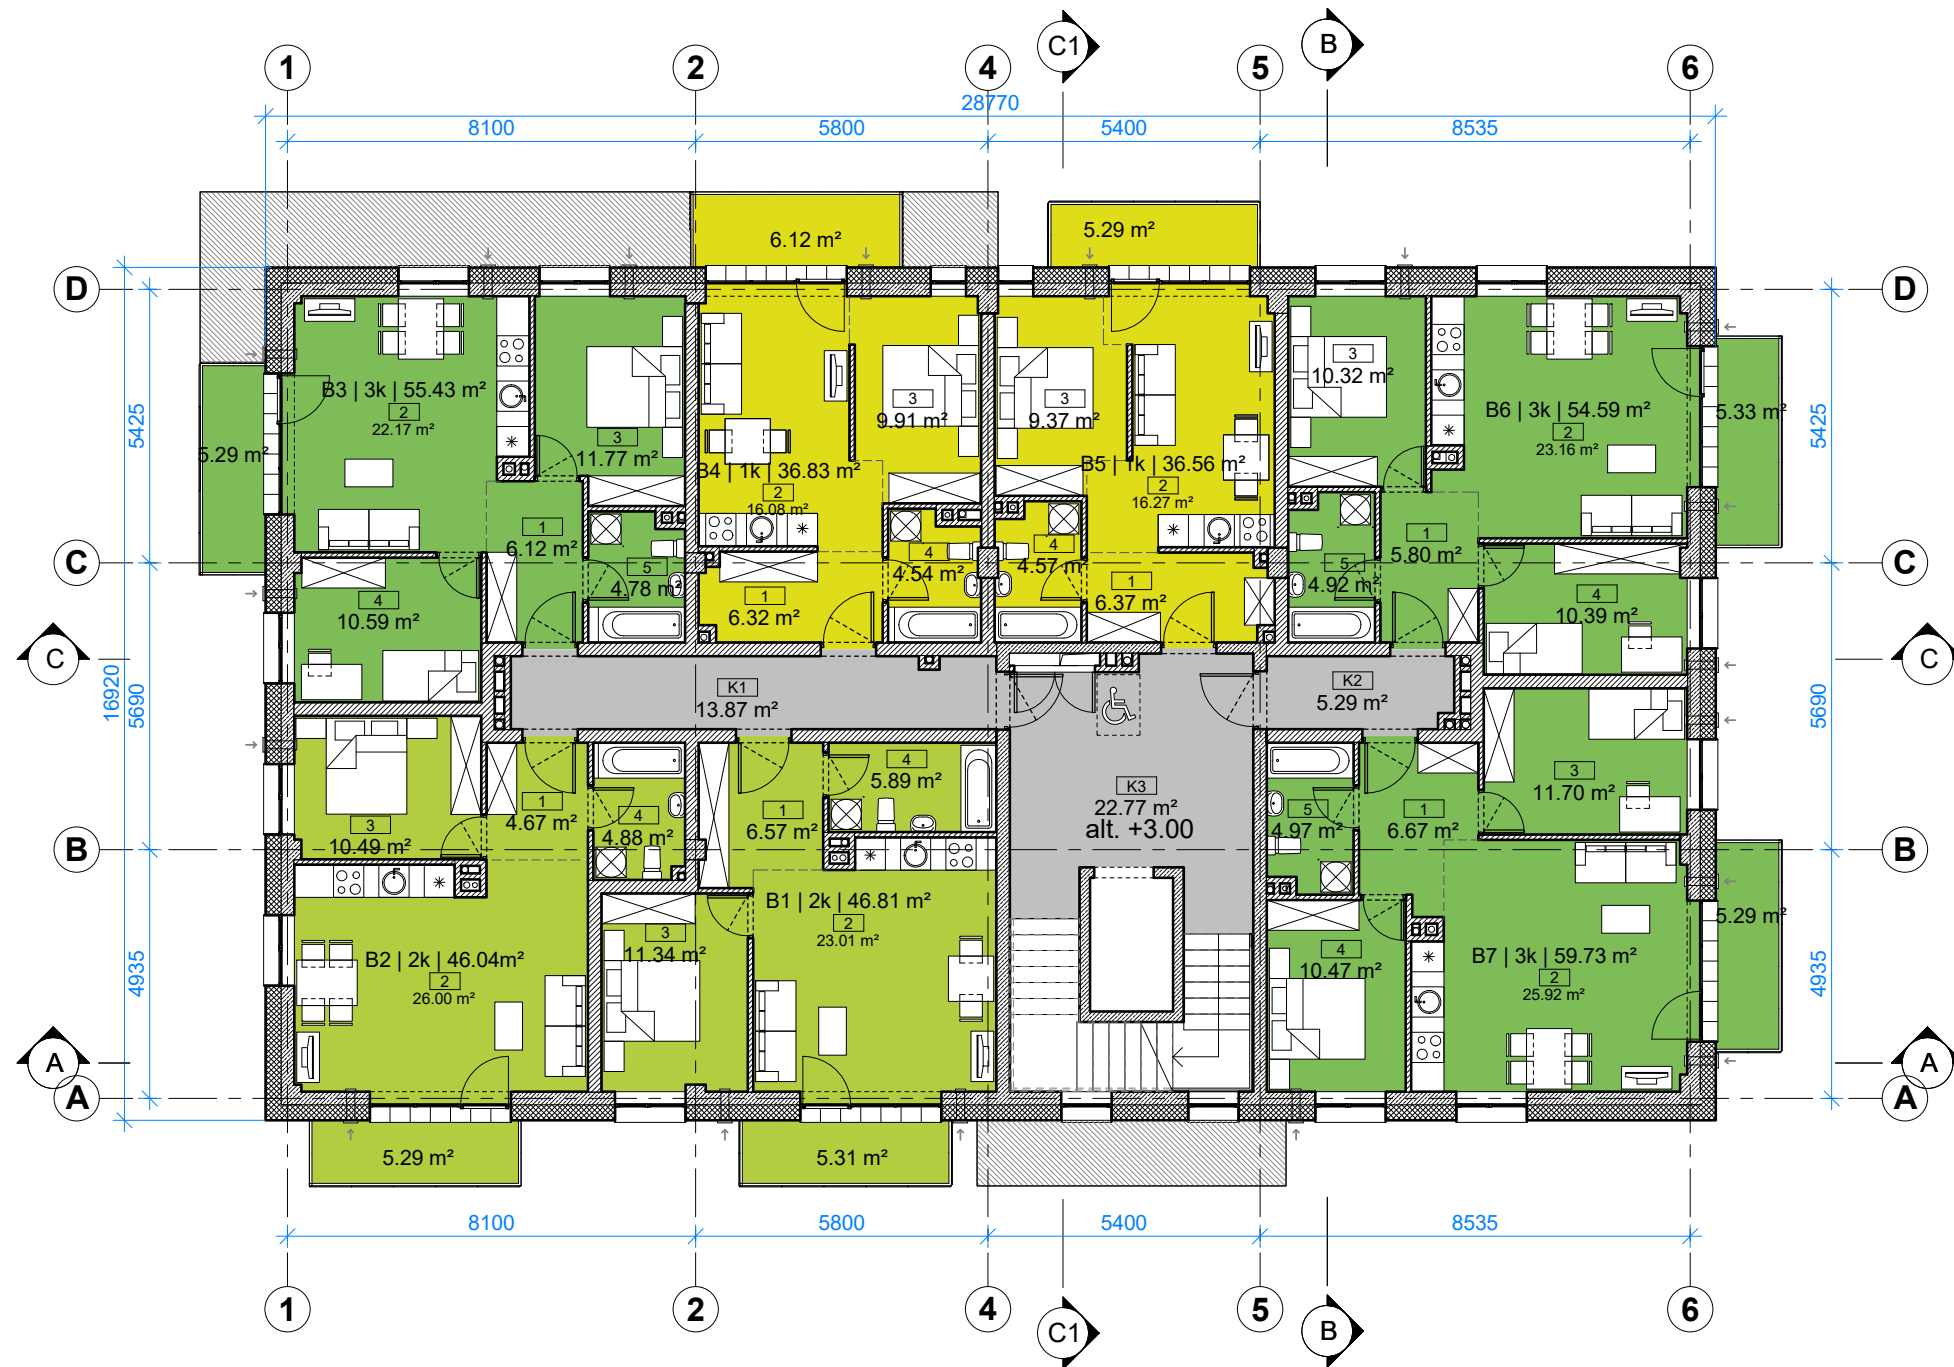 C1
B
1
2
4
5
6
28770
8100
5800
5400
8535
6.12 m²
5.29 m²
D
D
B3 | 3k | 55.43 m²
2
22.17 m²
3
11.77 m²
B4 | 1k | 36.83 m²
2
16.08 m²
3
9.91 m²
3
9.37 m²
B5 | 1k | 36.56 m²
2
16.27 m²
3
10.32 m²
B6 | 3k | 54.59 m²
2
23.16 m²
5.33 m²
5.29 m²
5425
5425
1
6.12 m²
5
4.78 m²
4
4.54 m²
4
4.57 m²
1
5.80 m²
5
4.92 m²
C
C
4
10.59 m²
1
6.32 m²
1
6.37 m²
4
10.39 m²
C
C
16920
5690
5690
K1
13.87 m²
K2
5.29 m²
3
10.49 m²
1
4.67 m²
4
4.88 m²
1
6.57 m²
4
5.89 m²
K3
22.77 m²
alt. +3.00
5
4.97 m²
1
6.67 m²
3
11.70 m²
B
B
B1 | 2k | 46.81 m²
2
23.01 m²
3
11.34 m²
B2 | 2k | 46.04m²
2
26.00 m²
4
10.47 m²
B7 | 3k | 59.73 m²
2
25.92 m²
5.29 m²
4935
4935
A
A
A
A
5.29 m²
5.31 m²
8100
5800
5400
8535
1
2
4
5
6
C1
B